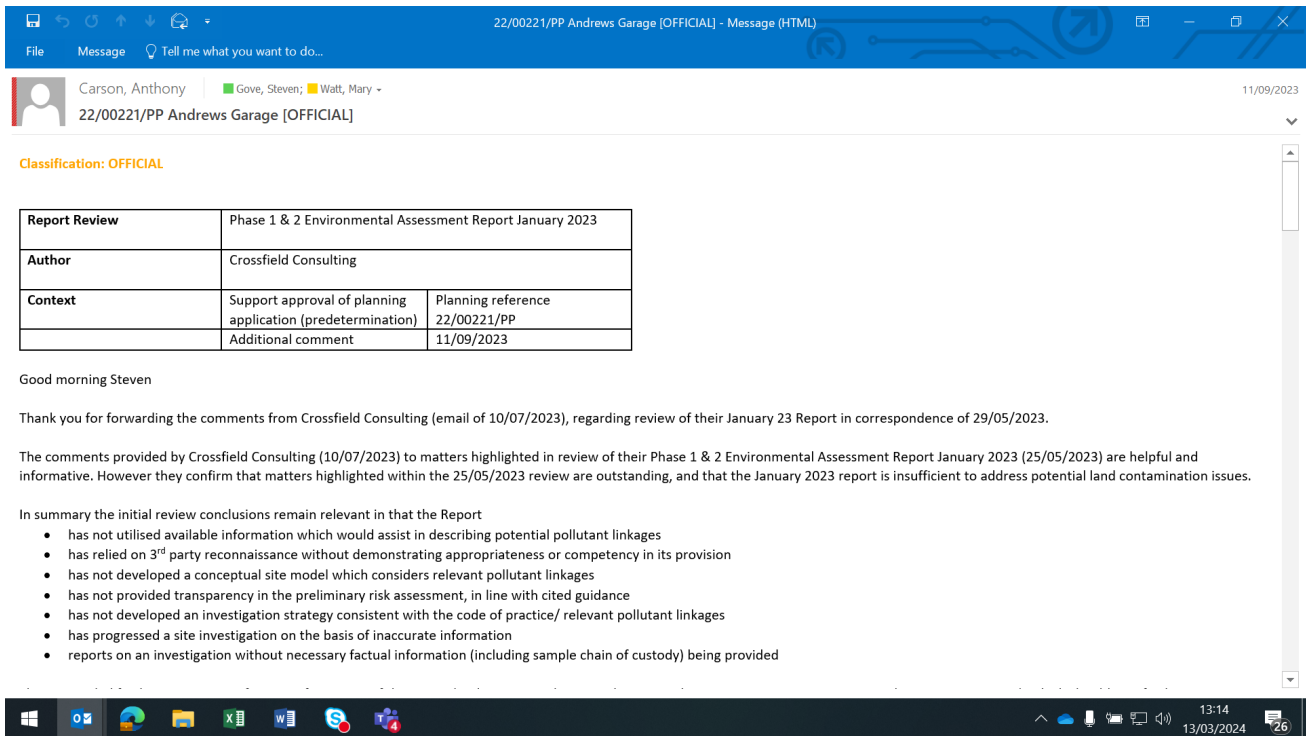 22/00221/PP Andrews Garage [OFFICIAL] - Message (HTML)
File Message Tell me what you want to do...
Carson, Anthony Gove, Steven; Watt, Mary
11/09/2023
22/00221/PP Andrews Garage [OFFICIAL]
Classification: OFFICIAL
Report Review Phase 1 & 2 Environmental Assessment Report January 2023
Author Crossfield Consulting
Context Support approval of planning Planning reference
application (predetermination) 22/00221/PP
Additional comment 11/09/2023
Good morning Steven
Thank you for forwarding the comments from Crossfield Consulting (email of 10/07/2023), regarding review of their January 23 Report in correspondence of 29/05/2023.
The comments provided by Crossfield Consulting (10/07/2023) to matters highlighted in review of their Phase 1 & 2 Environmental Assessment Report January 2023 (25/05/2023) are helpful and
informative. However they confirm that matters highlighted within the 25/05/2023 review are outstanding, and that the January 2023 report is insufficient to address potential land contamination issues.
In summary the initial review conclusions remain relevant in that the Report
• has not utilised available information which would assist in describing potential pollutant linkages
• has relied on 3rd party reconnaissance without demonstrating appropriateness or competency in its provision
• has not developed a conceptual site model which considers relevant pollutant linkages
• has not provided transparency in the preliminary risk assessment, in line with cited guidance
• has not developed an investigation strategy consistent with the code of practice/ relevant pollutant linkages
• has progressed a site investigation on the basis of inaccurate information
• reports on an investigation without necessary factual information (including sample chain of custody) being provided
13:14
13/03/2024
26